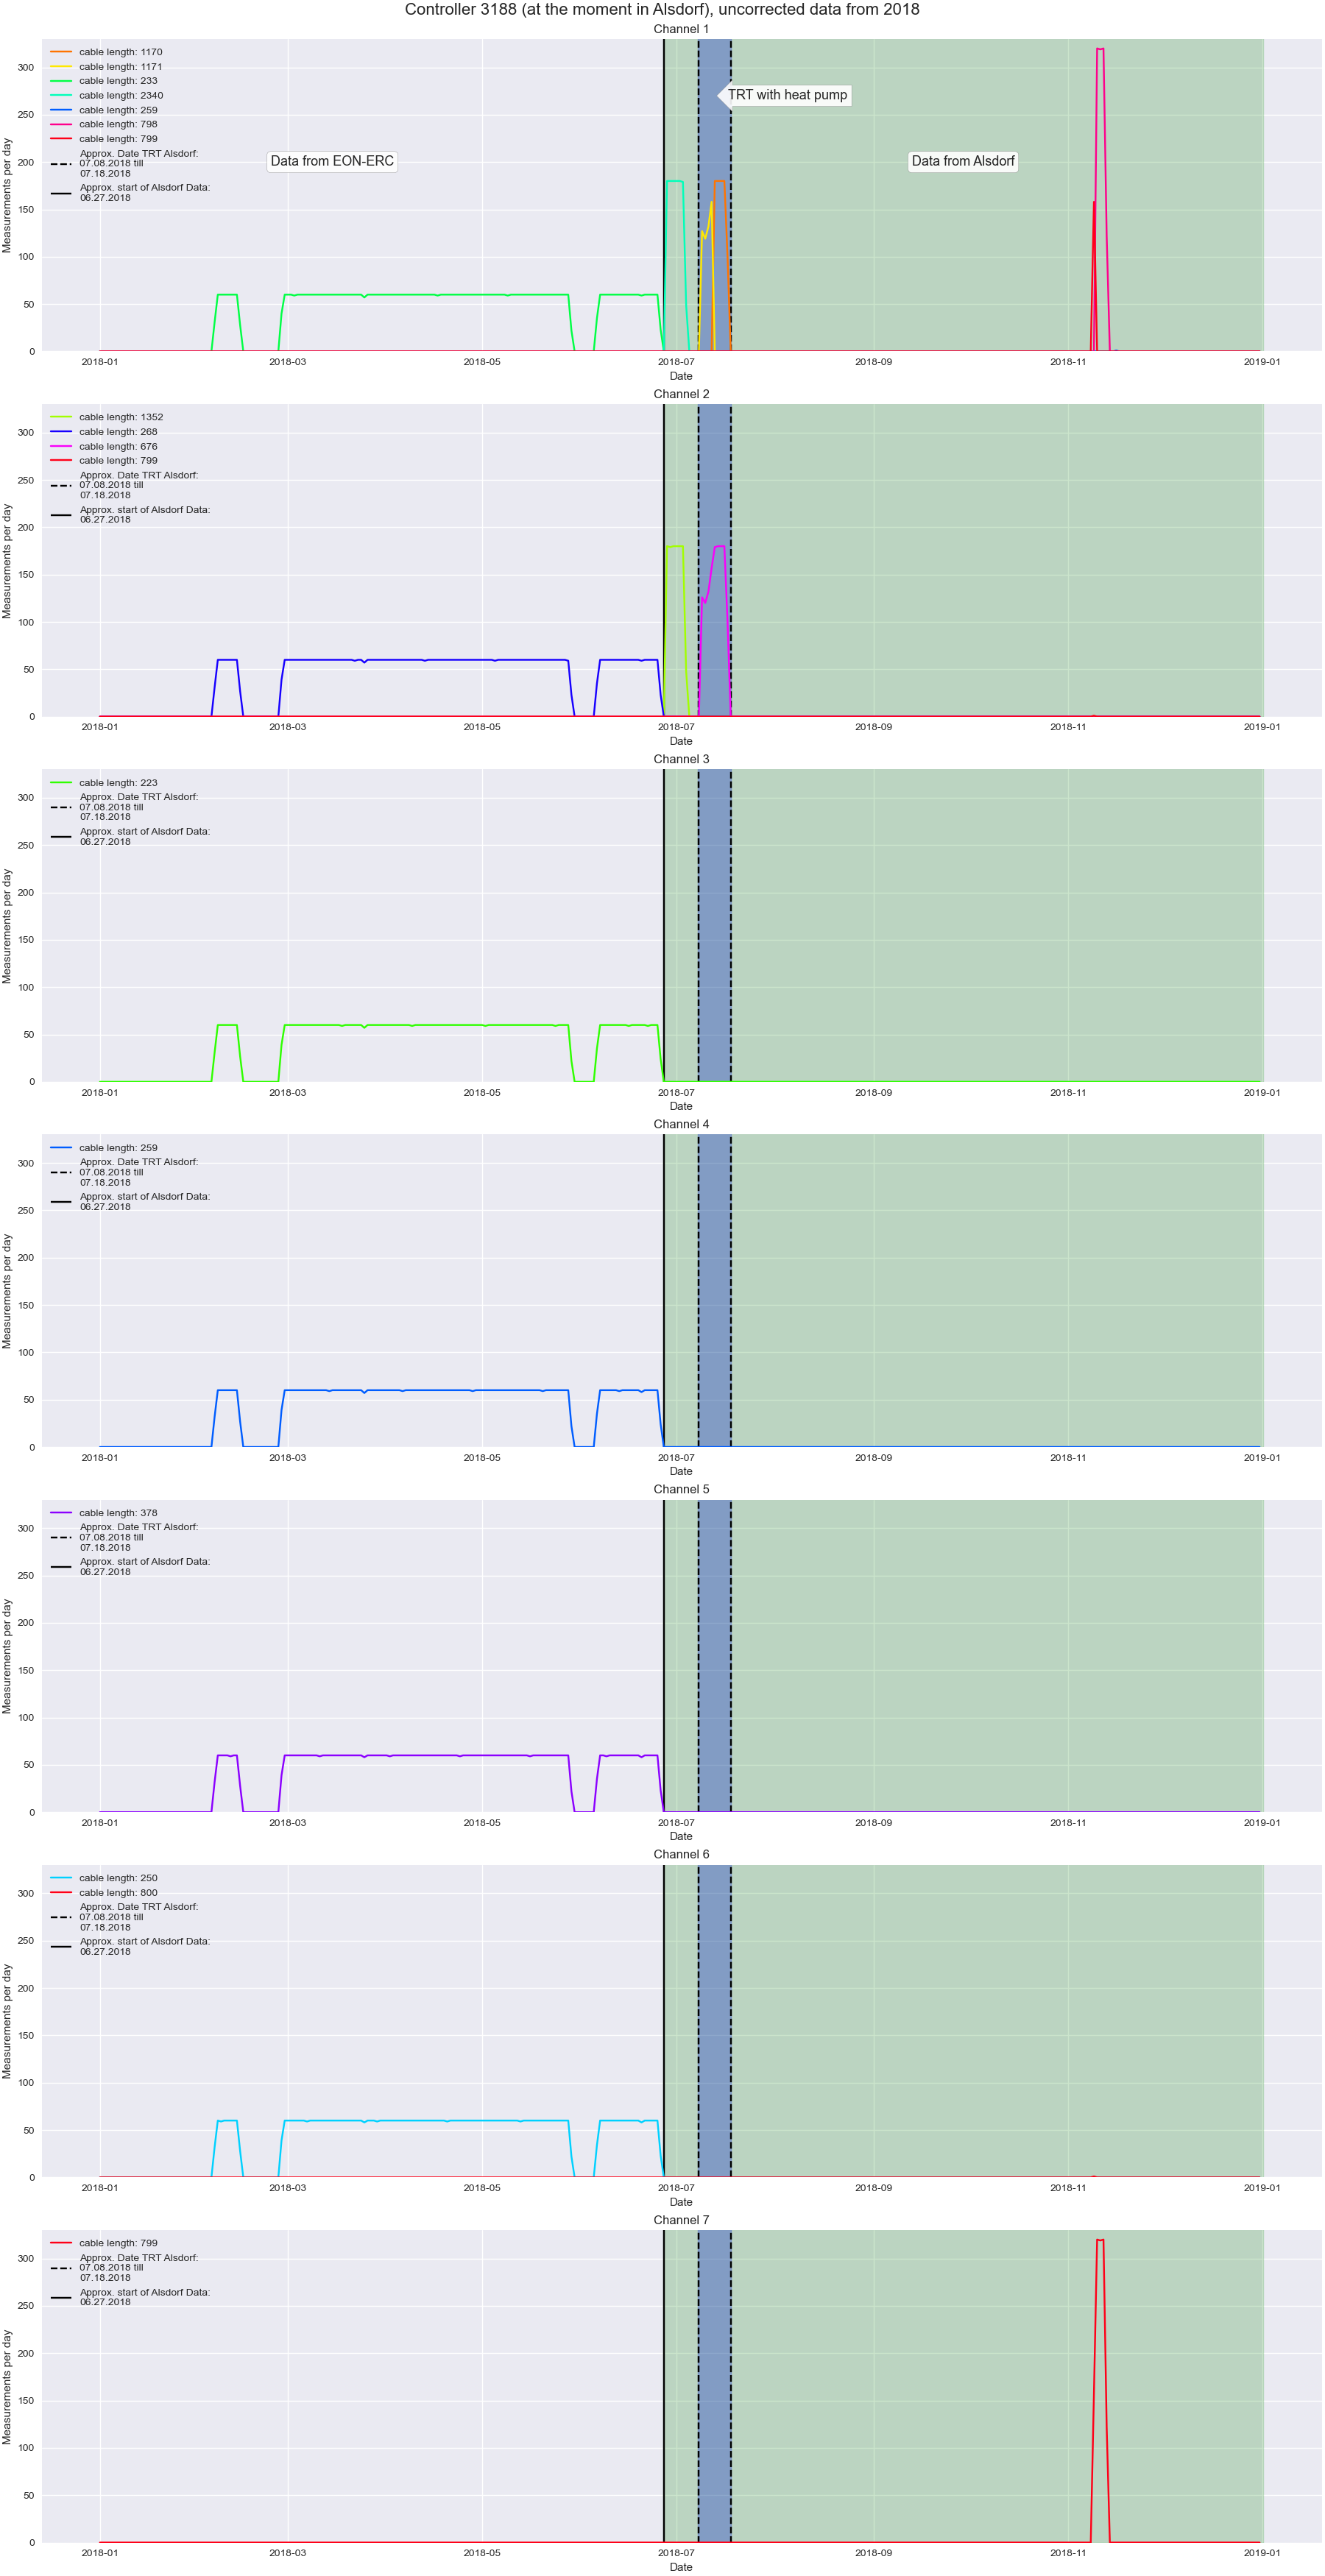 Controller 3188 (at the moment in Alsdorf), uncorrected data from 2018
Channel 1
cable length: 1170
cable length: 1171
cable length: 233
cable length: 2340
cable length: 259
cable length: 798
cable length: 799
Approx. Date TRT Alsdorf:
07.08.2018 till
07.18.2018
Approx. start of Alsdorf Data:
06.27.2018
Data from EON-ERC
TRT with heat pump
Data from Alsdorf
Measurements per day
300
250
200
150
100
50
0
2018-01
2018-03
2018-05
2018-07
2018-09
2018-11
2019-01
Date
Channel 2
cable length: 1352
cable length: 268
cable length: 676
cable length: 799
Approx. Date TRT Alsdorf:
07.08.2018 till
07.18.2018
Approx. start of Alsdorf Data:
06.27.2018
Measurements per day
300
250
200
150
100
50
0
2018-01
2018-03
2018-05
2018-07
2018-09
2018-11
2019-01
Date
Channel 3
cable length: 223
Approx. Date TRT Alsdorf:
07.08.2018 till
07.18.2018
Approx. start of Alsdorf Data:
06.27.2018
Measurements per day
300
250
200
150
100
50
0
2018-01
2018-03
2018-05
2018-07
2018-09
2018-11
2019-01
Date
Channel 4
cable length: 259
Approx. Date TRT Alsdorf:
07.08.2018 till
07.18.2018
Approx. start of Alsdorf Data:
06.27.2018
Measurements per day
300
250
200
150
100
50
0
2018-01
2018-03
2018-05
2018-07
2018-09
2018-11
2019-01
Date
Channel 5
cable length: 378
Approx. Date TRT Alsdorf:
07.08.2018 till
07.18.2018
Approx. start of Alsdorf Data:
06.27.2018
Measurements per day
300
250
200
150
100
50
0
2018-01
2018-03
2018-05
2018-07
2018-09
2018-11
2019-01
Date
Channel 6
cable length: 250
cable length: 800
Approx. Date TRT Alsdorf:
07.08.2018 till
07.18.2018
Approx. start of Alsdorf Data:
06.27.2018
Measurements per day
300
250
200
150
100
50
0
2018-01
2018-03
2018-05
2018-07
2018-09
2018-11
2019-01
Date
Channel 7
cable length: 799
Approx. Date TRT Alsdorf:
07.08.2018 till
07.18.2018
Approx. start of Alsdorf Data:
06.27.2018
Measurements per day
300
250
200
150
100
50
0
2018-01
2018-03
2018-05
2018-07
2018-09
2018-11
2019-01
Date